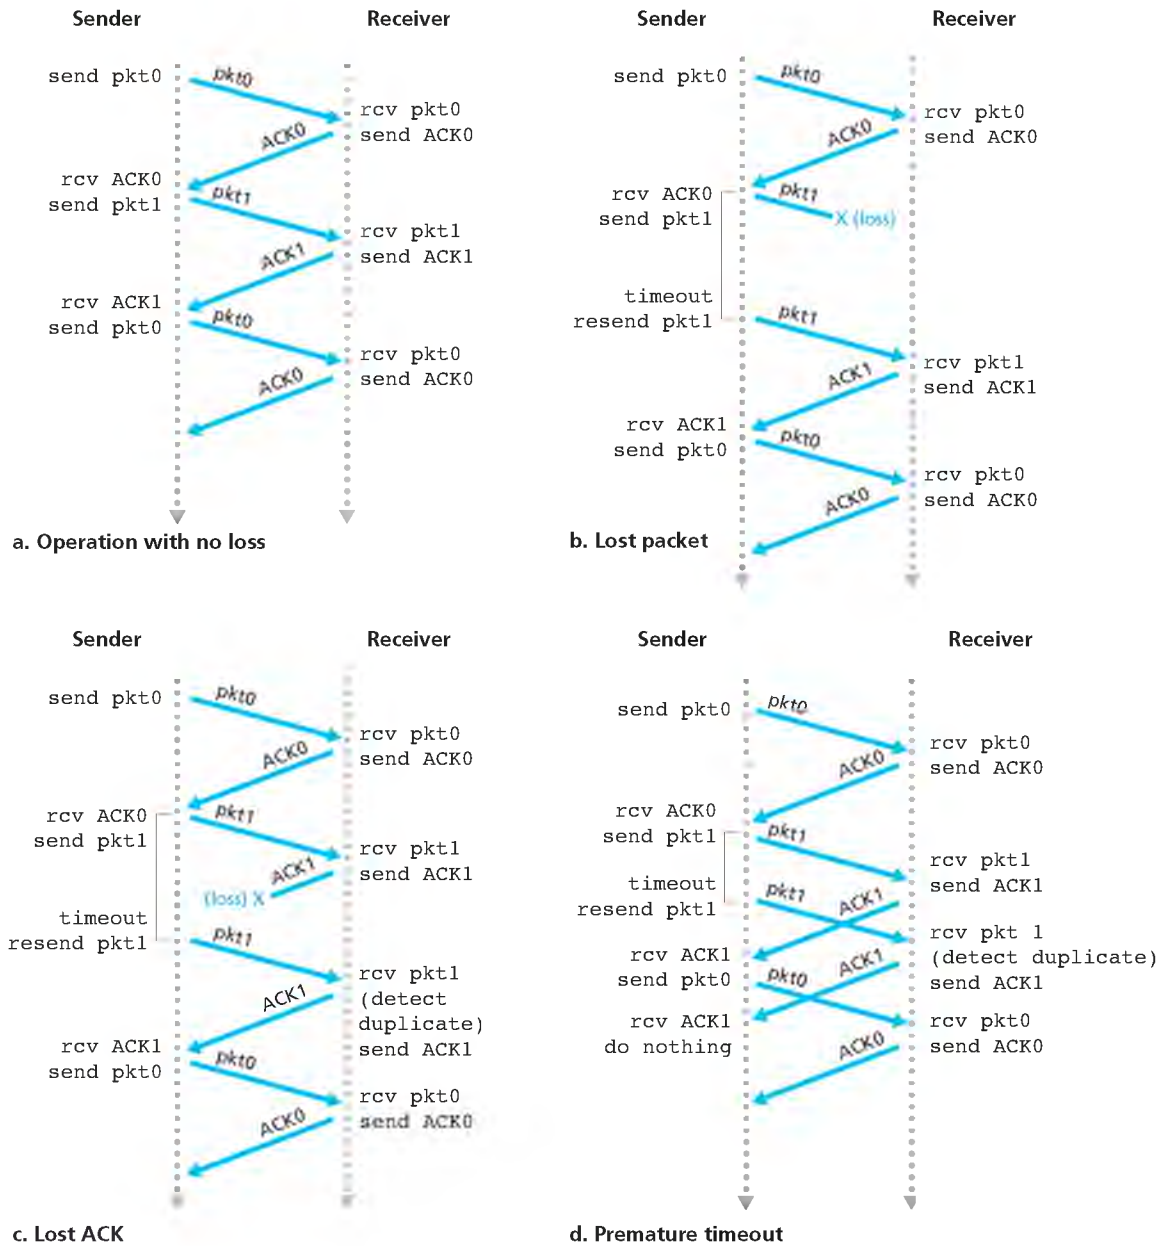 Sender
Receiver
send pkt0
pkt0
rcv pkt0
send ACK0
ACK0
rcv ACK0
send pkt1
pkt1
rcv pkt1
send ACK1
ACK1
rcv ACK1
send pkt0
pkt0
rcv pkt0
send ACK0
ACK0
a. Operation with no loss
Sender
Receiver
send pkt0
pkt0
rcv pkt0
send ACK0
ACK0
rcv ACK0
send pkt1
pkt1
X (loss)
timeout
resend pkt1
pkt1
rcv pkt1
send ACK1
ACK1
rcv ACK1
send pkt0
pkt0
rcv pkt0
send ACK0
ACK0
b. Lost packet
Sender
Receiver
send pkt0
pkt0
rcv pkt0
send ACK0
ACK0
rcv ACK0
send pkt1
pkt1
rcv pkt1
send ACK1
ACK1
(loss) X
timeout
resend pkt1
pkt1
rcv pkt1
(detect
duplicate)
send ACK1
ACK1
rcv ACK1
send pkt0
pkt0
rcv pkt0
send ACK0
ACK0
c. Lost ACK
Sender
Receiver
send pkt0
pkt0
rcv pkt0
send ACK0
ACK0
rcv ACK0
send pkt1
pkt1
rcv pkt1
send ACK1
timeout
resend pkt1
pkt1
ACK1
rcv pkt 1
(detect duplicate)
send ACK1
rcv ACK1
send pkt0
pkt0
ACK1
rcv pkt0
send ACK0
rcv ACK1
do nothing
ACK0
d. Premature timeout